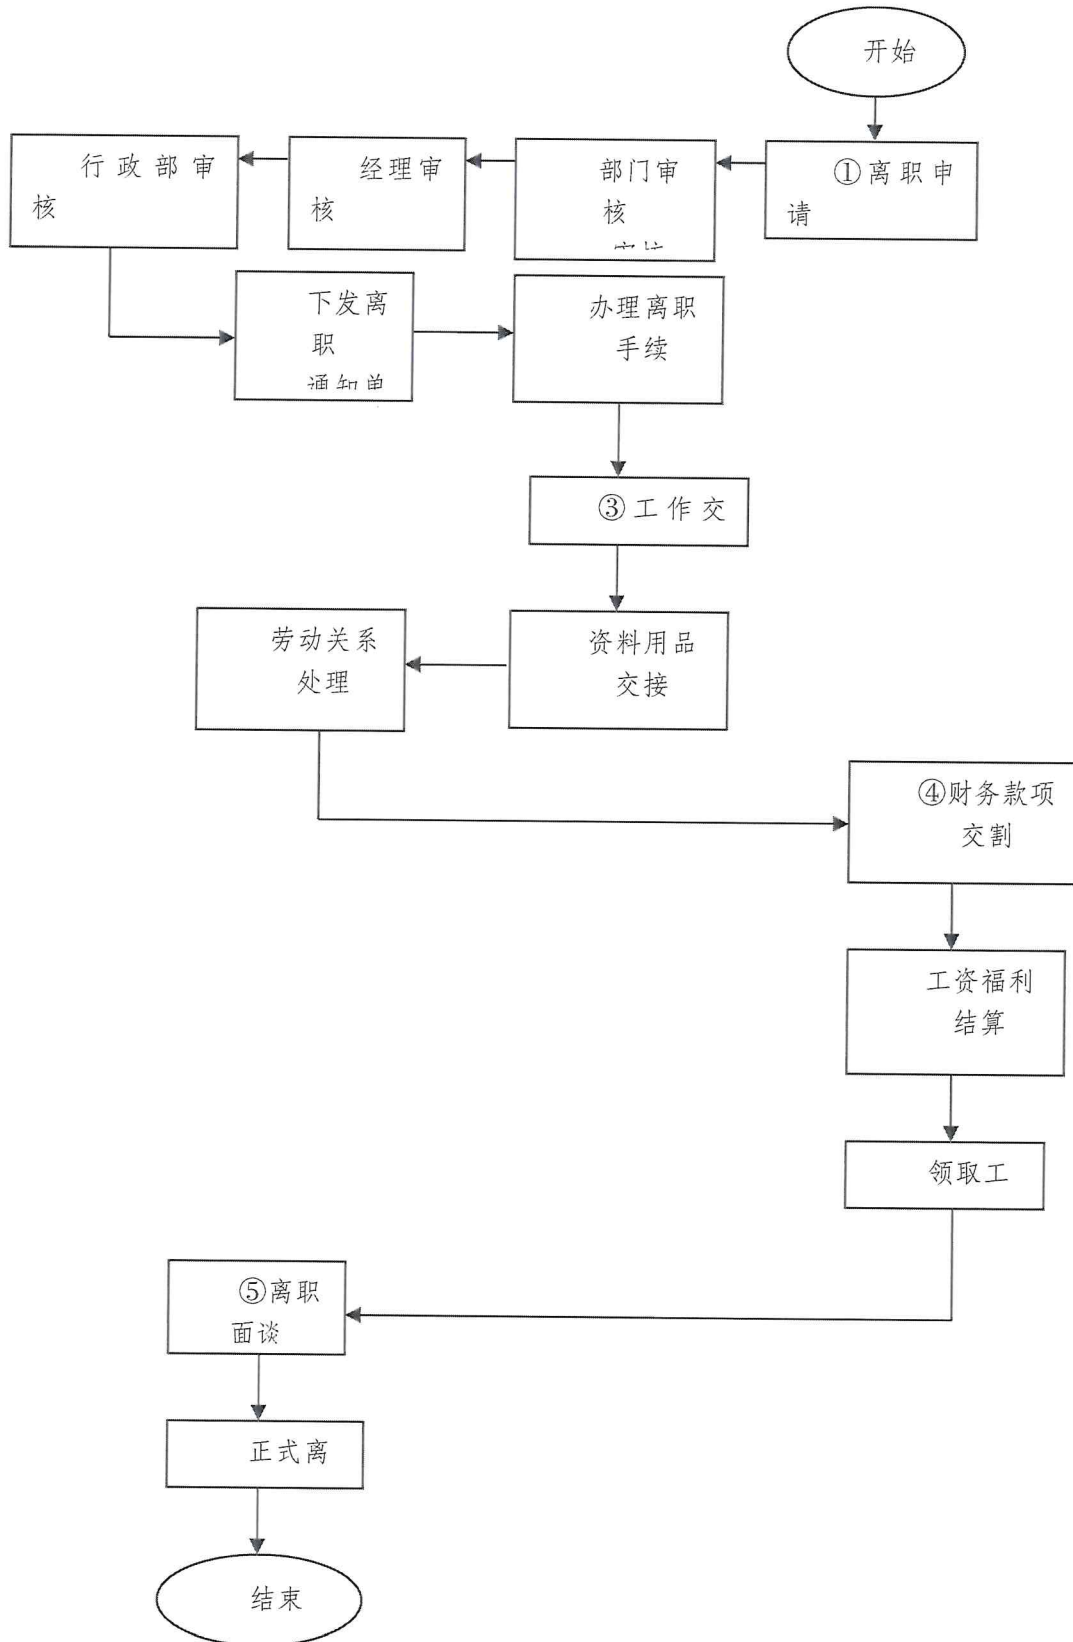 开始
①离职申
请
部门审
核
经理审
核
行政部审
核
下发离
职
通知单
办理离职
手续
③工作交
资料用品
交接
劳动关系
处理
④财务款项
交割
工资福利
结算
领取工
⑤离职
面谈
正式离
结束